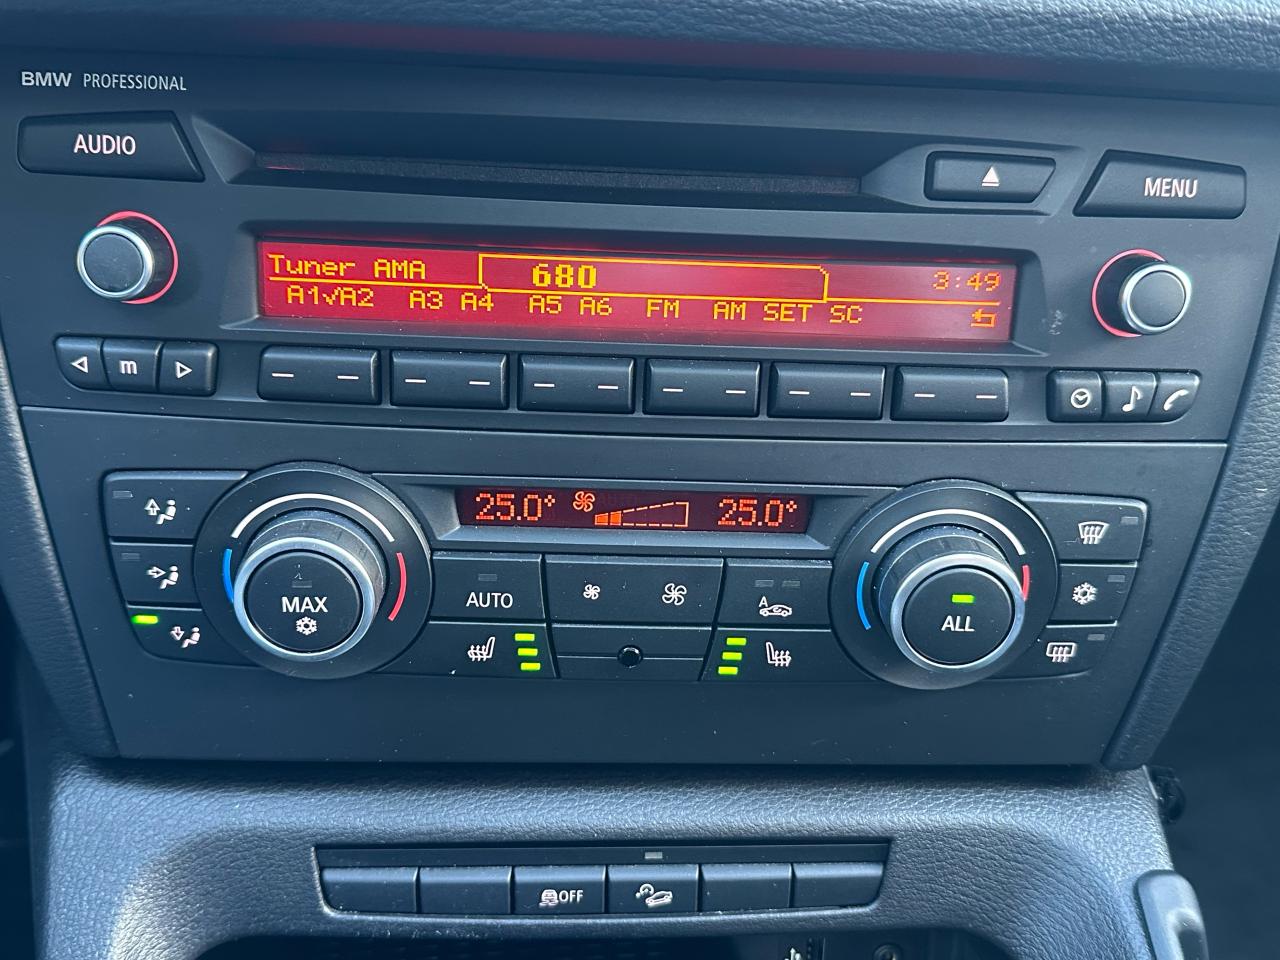 BMW PROFESSIONAL
AUDIO
MENU
Tuner AMA 680 3:49
A1√A2 A3 A4 A5 A6 FM AM SET SC
m
25.0° AUTO 25.0°
MAX
AUTO
A
ALL
OFF